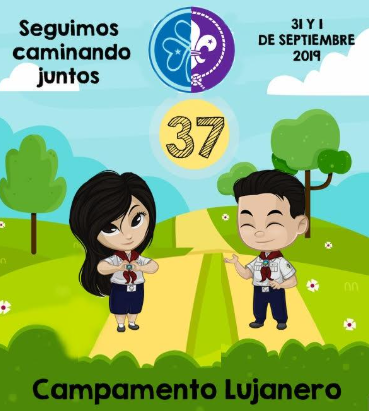 Seguimos
caminando
juntos
31 Y 1
DE SEPTIEMBRE
2019
37
Campamento Lujanero